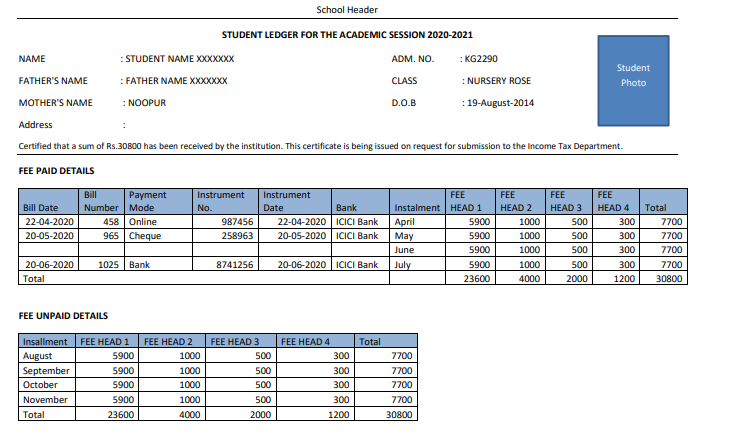 School Header
STUDENT LEDGER FOR THE ACADEMIC SESSION 2020-2021
NAME : STUDENT NAME XXXXXXX ADM. NO. : KG2290
FATHER'S NAME : FATHER NAME XXXXXXX CLASS : NURSERY ROSE
MOTHER'S NAME : NOOPUR D.O.B : 19-August-2014
Address :
Student
Photo
Certified that a sum of Rs.30800 has been received by the institution. This certificate is being issued on request for submission to the Income Tax Department.
FEE PAID DETAILS
Bill Date Bill Number Payment Mode Instrument No. Instrument Date Bank Instalment FEE HEAD 1 FEE HEAD 2 FEE HEAD 3 FEE HEAD 4 Total
22-04-2020 458 Online 987456 22-04-2020 ICICI Bank April 5900 1000 500 300 7700
20-05-2020 965 Cheque 258963 20-05-2020 ICICI Bank May 5900 1000 500 300 7700
June 5900 1000 500 300 7700
20-06-2020 1025 Bank 8741256 20-06-2020 ICICI Bank July 5900 1000 500 300 7700
Total 23600 4000 2000 1200 30800
FEE UNPAID DETAILS
Insallment FEE HEAD 1 FEE HEAD 2 FEE HEAD 3 FEE HEAD 4 Total
August 5900 1000 500 300 7700
September 5900 1000 500 300 7700
October 5900 1000 500 300 7700
November 5900 1000 500 300 7700
Total 23600 4000 2000 1200 30800